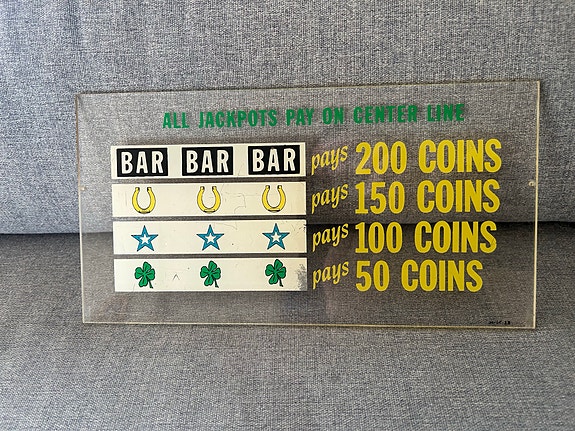 ALL JACKPOTS PAY ON CENTER LINE
BAR BAR BAR pays 200 COINS
pays 150 COINS
pays 100 COINS
pays 50 COINS